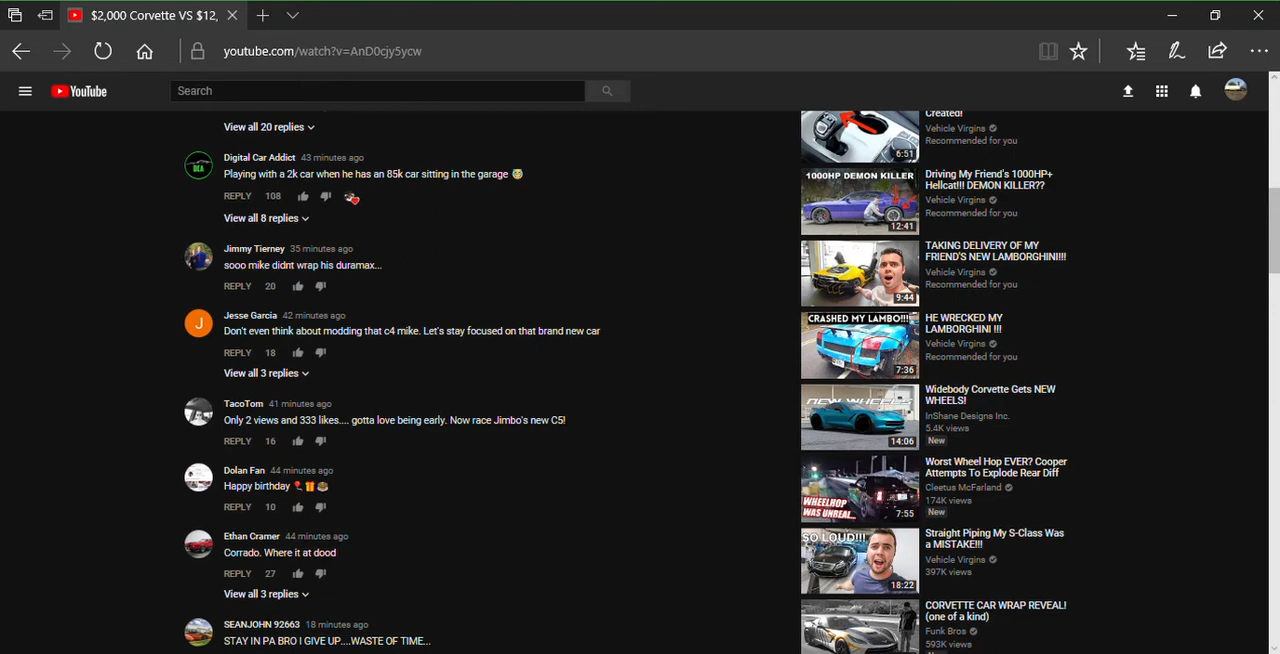 $2,000 Corvette VS $12,
youtube.com/watch?v=AnD0cjy5ycw
YouTube
Search
View all 20 replies
DCA
Digital Car Addict 43 minutes ago
Playing with a 2k car when he has an 85k car sitting in the garage
REPLY 108
View all 8 replies
Jimmy Tierney 35 minutes ago
sooo mike didnt wrap his duramax...
REPLY 20
J
Jesse Garcia 42 minutes ago
Don't even think about modding that c4 mike. Let's stay focused on that brand new car
REPLY 18
View all 3 replies
TacoTom 41 minutes ago
Only 2 views and 333 likes.... gotta love being early. Now race Jimbo's new C5!
REPLY 16
Dolan Fan 44 minutes ago
Happy birthday
REPLY 10
Ethan Cramer 44 minutes ago
Corrado. Where it at dood
REPLY 27
View all 3 replies
SEANJOHN 92663 18 minutes ago
STAY IN PA BRO I GIVE UP....WASTE OF TIME...
6:51
Created!
Vehicle Virgins
Recommended for you
1000HP DEMON KILLER
12:41
Driving My Friend's 1000HP+
Hellcat!!! DEMON KILLER??
Vehicle Virgins
Recommended for you
9:44
TAKING DELIVERY OF MY
FRIEND'S NEW LAMBORGHINI!!!
Vehicle Virgins
Recommended for you
CRASHED MY LAMBO!!!
7:36
HE WRECKED MY
LAMBORGHINI !!!
Vehicle Virgins
Recommended for you
NEW WHEELS
14:06
Widebody Corvette Gets NEW
WHEELS!
InShane Designs Inc.
5.4K views
New
WHEELHOP
WAS UNREAL...
7:55
Worst Wheel Hop EVER? Cooper
Attempts To Explode Rear Diff
Cleetus McFarland
174K views
New
SO LOUD!!!
18:22
Straight Piping My S-Class Was
a MISTAKE!!!
Vehicle Virgins
397K views
CORVETTE CAR WRAP REVEAL!
(one of a kind)
Funk Bros
593K views